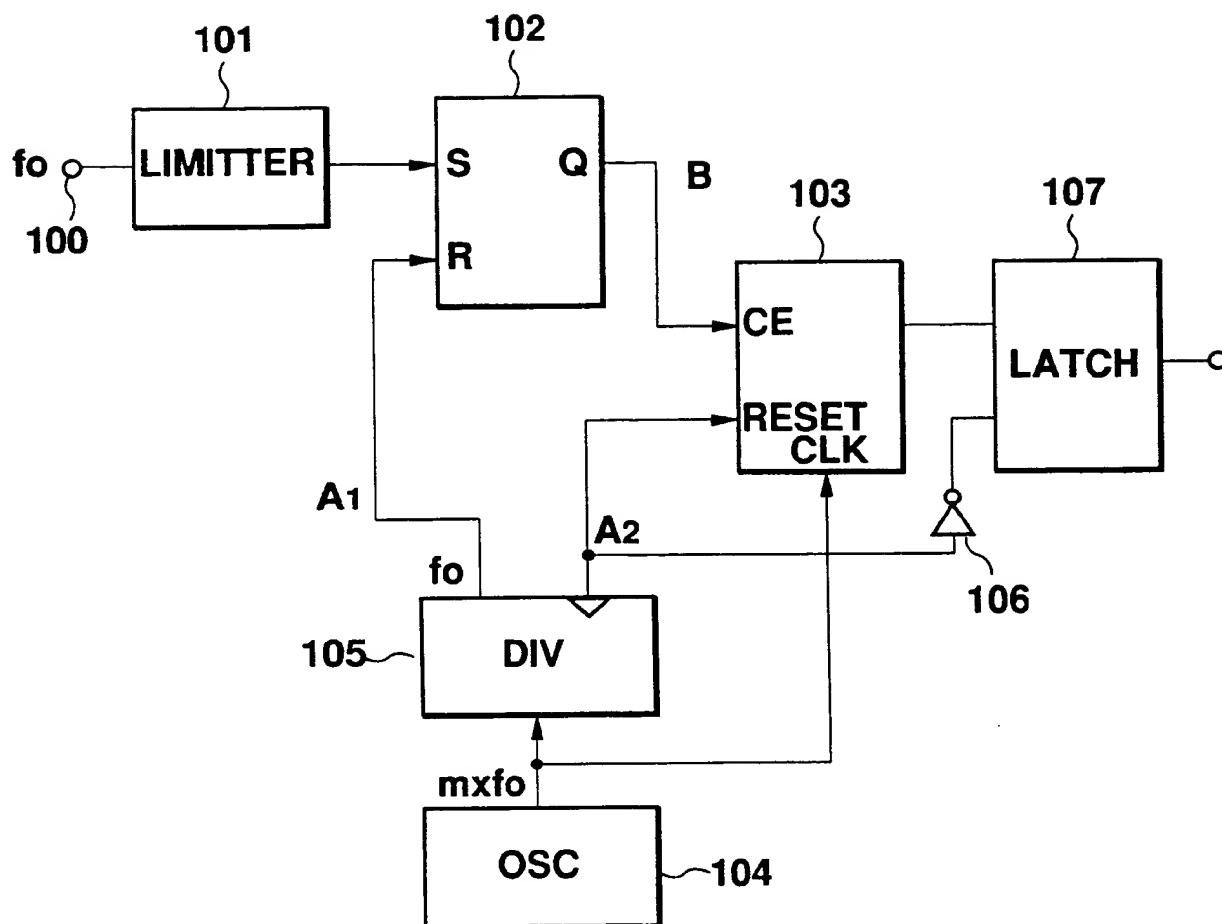 101
102
fo
LIMITTER
S
Q
B
100
R
103
107
CE
LATCH
RESET
CLK
A1
A2
fo
106
105
DIV
mxfo
OSC
104